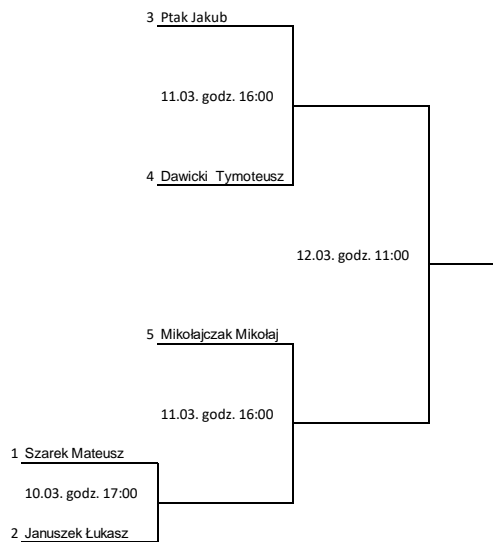 3 Ptak Jakub
11.03. godz. 16:00
4 Dawicki Tymoteusz
12.03. godz. 11:00
5 Mikołajczak Mikołaj
11.03. godz. 16:00
1 Szarek Mateusz
10.03. godz. 17:00
2 Januszek Łukasz